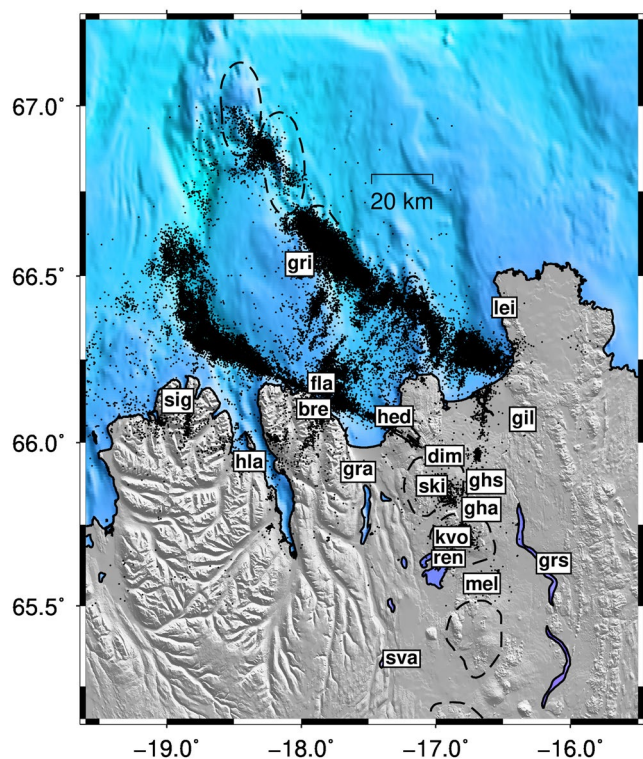 67.0°
20 km
gri
66.5°
lei
fla
sig
bre
hed
gil
66.0°
hla
dim
gra
ski
ghs
gha
kvo
ren
grs
mel
65.5°
sva
-19.0°
-18.0°
-17.0°
-16.0°